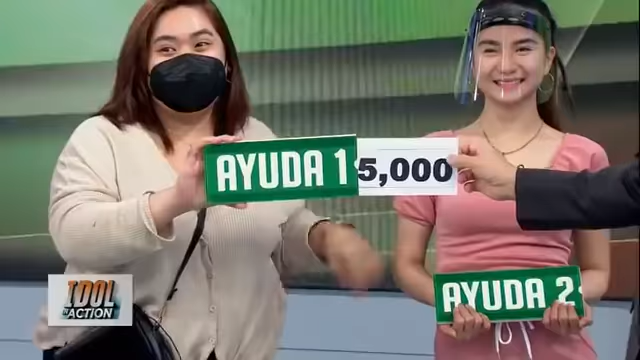 AYUDA 1
5,000
AYUDA 2
IDOL
IN ACTION